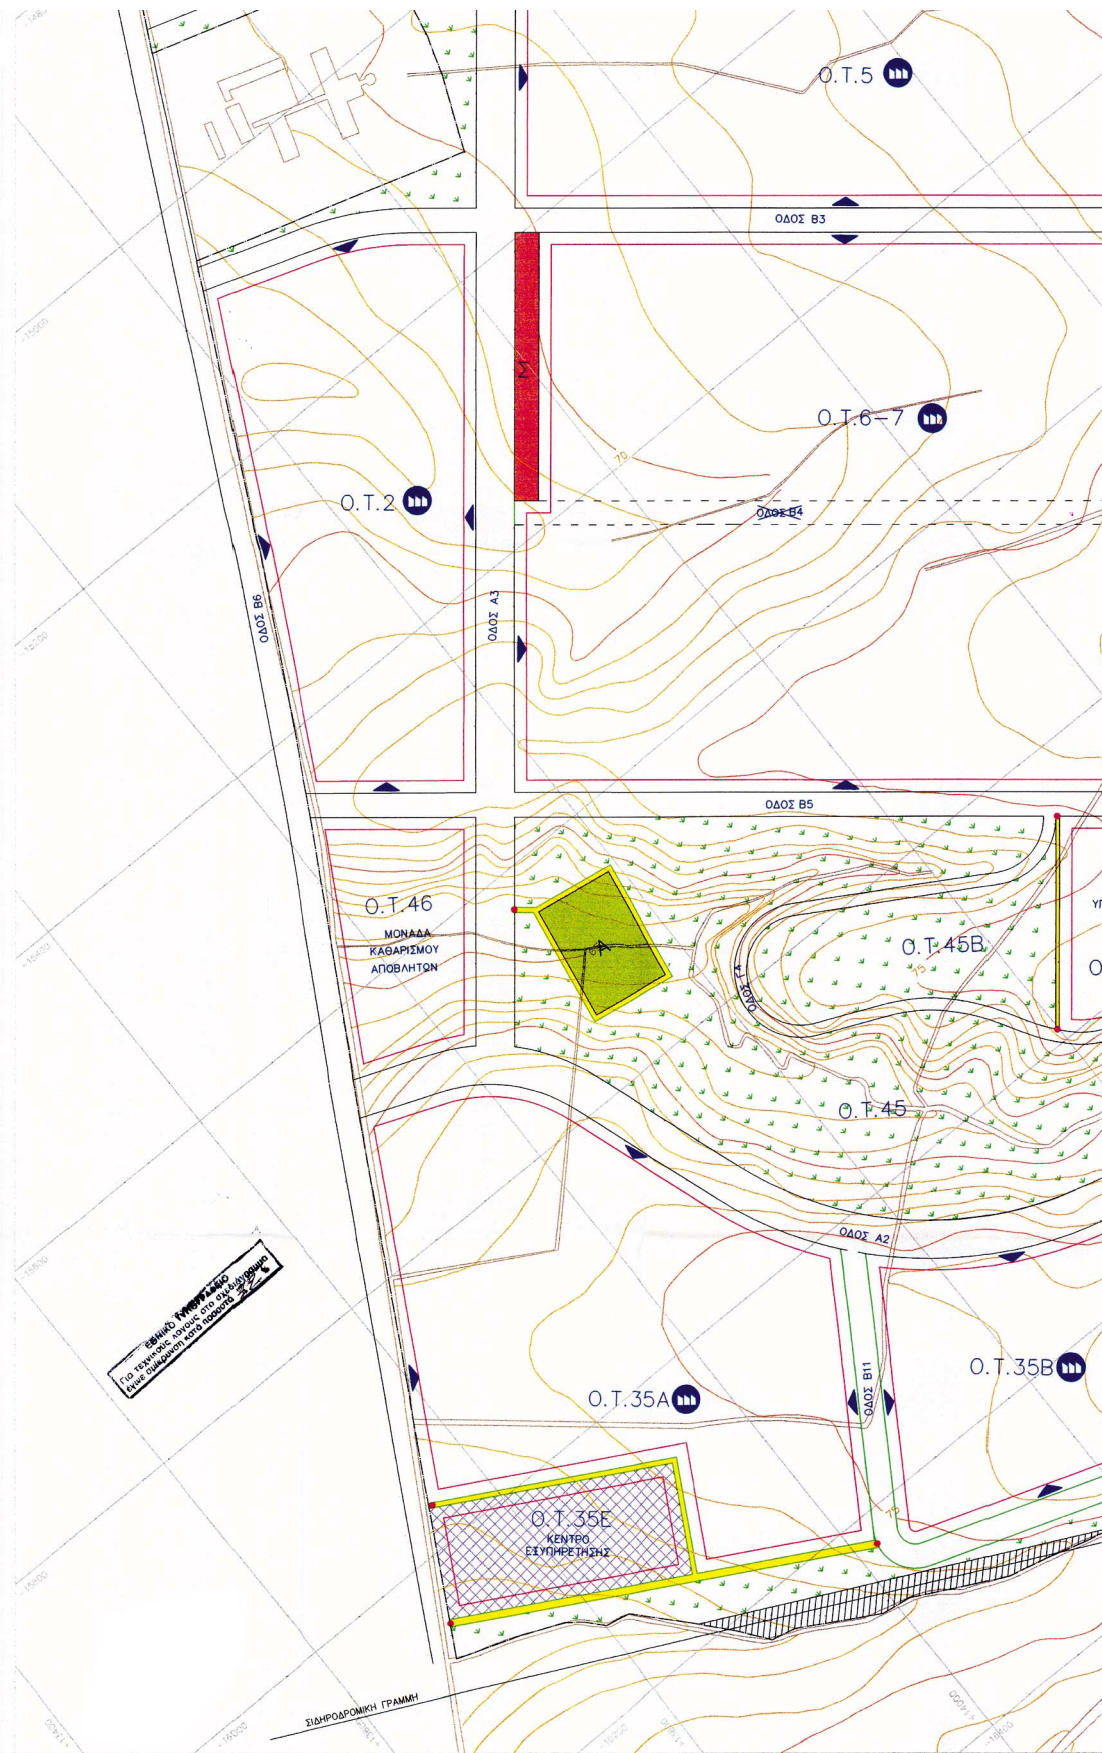 Ο.Τ.5
ΟΔΟΣ Β3
Σ
Ο.Τ.6-7
70
Ο.Τ.2
ΟΔΟΣ Β4
ΟΔΟΣ Β6
ΟΔΟΣ Α3
ΟΔΟΣ Β5
Ο.Τ.46
ΜΟΝΑΔΑ
ΚΑΘΑΡΙΣΜΟΥ
ΑΠΟΒΛΗΤΩΝ
Α
Ο.Τ.45Β
75
ΟΔΟΣ Γ4
Ο.Τ.45
ΟΔΟΣ Α2
ΕΘΝΙΚΟ ΤΥΠΟΓΡΑΦΕΙΟ
Για τεχνικούς λόγους στο σχεδιάγραμμα
έγινε σμίκρυνση κατά ποσοστό
Ο.Τ.35Α
ΟΔΟΣ Β11
Ο.Τ.35Β
75
Ο.Τ.35Ε
ΚΕΝΤΡΟ
ΕΞΥΠΗΡΕΤΗΣΗΣ
ΣΙΔΗΡΟΔΡΟΜΙΚΗ ΓΡΑΜΜΗ